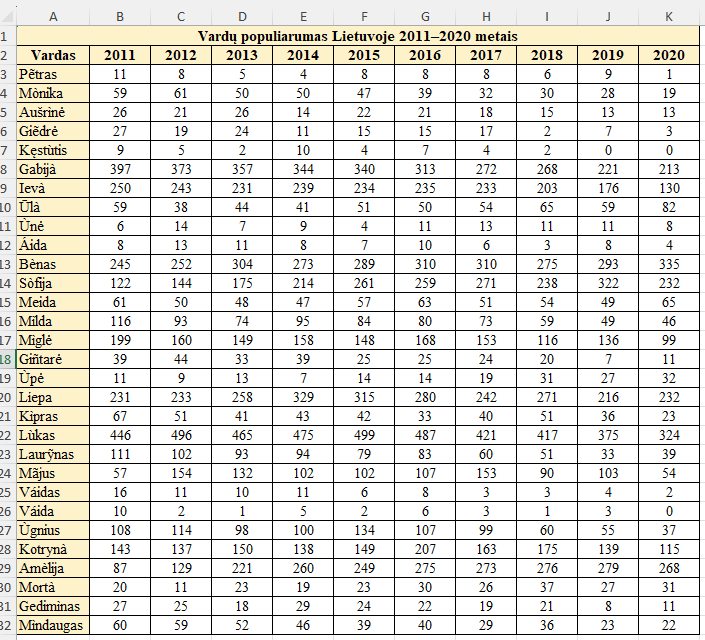 A B C D E F G H I J K
1 Vardų populiarumas Lietuvoje 2011–2020 metais
2 Vardas 2011 2012 2013 2014 2015 2016 2017 2018 2019 2020
3 Pẽtras 11 8 5 4 8 8 8 6 9 1
4 Mònika 59 61 50 50 47 39 32 30 28 19
5 Aušrinė 26 21 26 14 22 21 18 15 13 13
6 Giẽdrė 27 19 24 11 15 15 17 2 7 3
7 Kęstùtis 9 5 2 10 4 7 4 2 0 0
8 Gabijà 397 373 357 344 340 313 272 268 221 213
9 Ievà 250 243 231 239 234 235 233 203 176 130
10 Ūlà 59 38 44 41 51 50 54 65 59 82
11 Ùnė 6 14 7 9 4 11 13 11 11 8
12 Áida 8 13 11 8 7 10 6 3 8 4
13 Bènas 245 252 304 273 289 310 310 275 293 335
14 Sòfija 122 144 175 214 261 259 271 238 322 232
15 Meida 61 50 48 47 57 63 51 54 49 65
16 Milda 116 93 74 95 84 80 73 59 49 46
17 Miglė 199 160 149 158 148 168 153 116 136 99
18 Giñtarė 39 44 33 39 25 25 24 20 7 11
19 Ùpė 11 9 13 7 14 14 19 31 27 32
20 Liepa 231 233 258 329 315 280 242 271 216 232
21 Kipras 67 51 41 43 42 33 40 51 36 23
22 Lùkas 446 496 465 475 499 487 421 417 375 324
23 Laurỹnas 111 102 93 94 79 83 60 51 33 39
24 Mãjus 57 154 132 102 102 107 153 90 103 54
25 Váidas 16 11 10 11 6 8 3 3 4 2
26 Váida 10 2 1 5 2 6 3 1 3 0
27 Ùgnius 108 114 98 100 134 107 99 60 55 37
28 Kotrynà 143 137 150 138 149 207 163 175 139 115
29 Amèlija 87 129 221 260 249 275 273 276 279 268
30 Mortà 20 11 23 19 23 30 26 37 27 31
31 Gediminas 27 25 18 29 24 22 19 21 8 11
32 Mindaugas 60 59 52 46 39 40 29 36 23 22